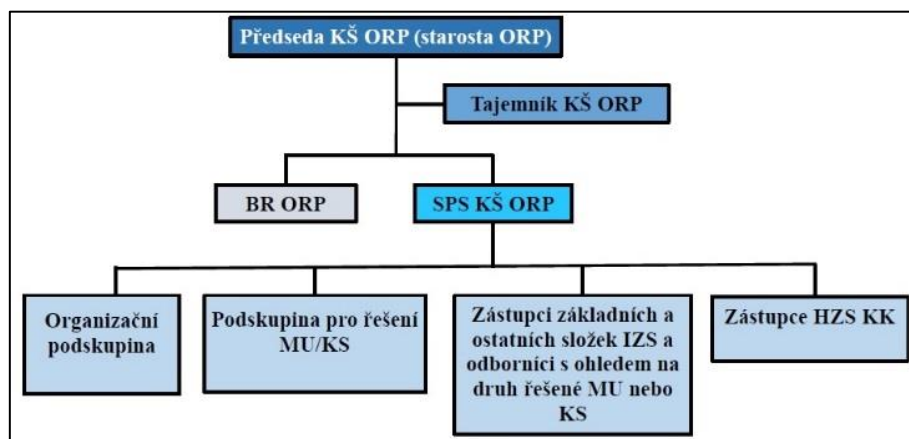 Předseda KŠ ORP (starosta ORP)
Tajemník KŠ ORP
BR ORP
SPS KŠ ORP
Organizační
podskupina
Podskupina pro řešení
MU/KS
Zástupci základních a
ostatních složek IZS a
odborníci s ohledem na
druh řešené MU nebo
KS
Zástupce HZS KK